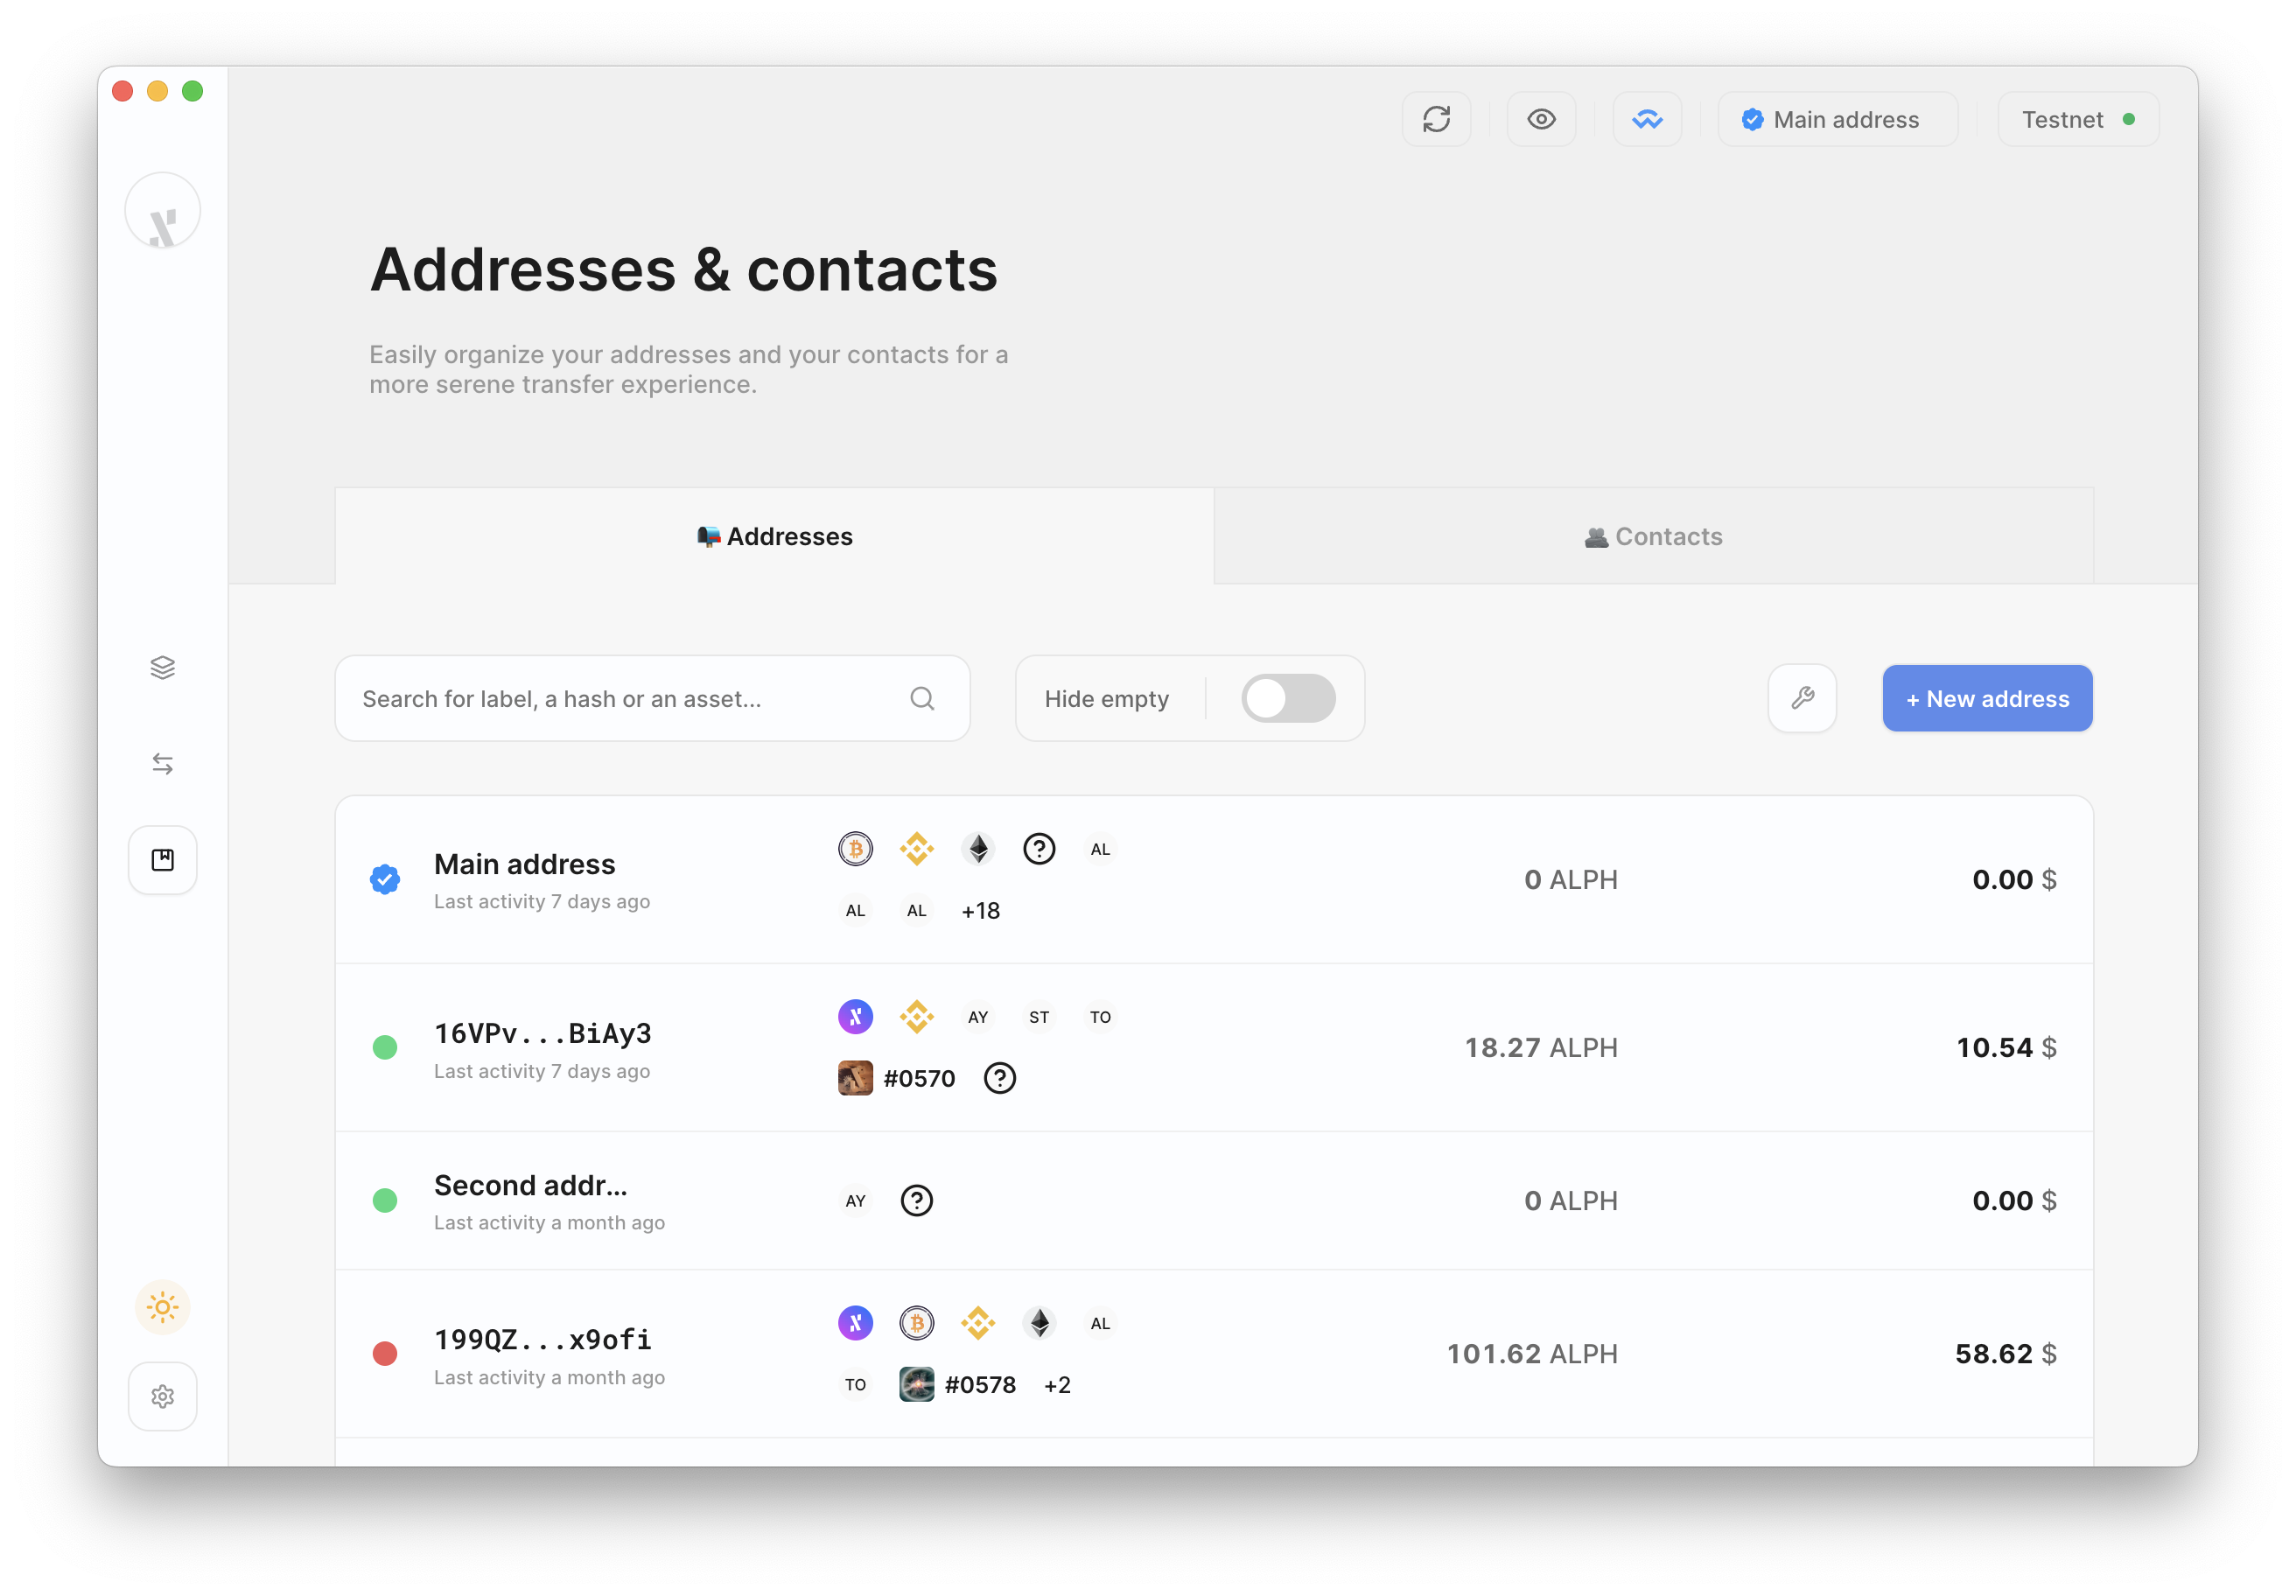 Main address
Testnet
Addresses & contacts
Easily organize your addresses and your contacts for a
more serene transfer experience.
Addresses
Contacts
Search for label, a hash or an asset...
Hide empty
+ New address
Main address
Last activity 7 days ago
AL
AL AL +18
0 ALPH
0.00 $
16VPv...BiAy3
Last activity 7 days ago
AY ST TO
#0570
18.27 ALPH
10.54 $
Second addr...
Last activity a month ago
AY
0 ALPH
0.00 $
199QZ...x9ofi
Last activity a month ago
AL
TO #0578 +2
101.62 ALPH
58.62 $